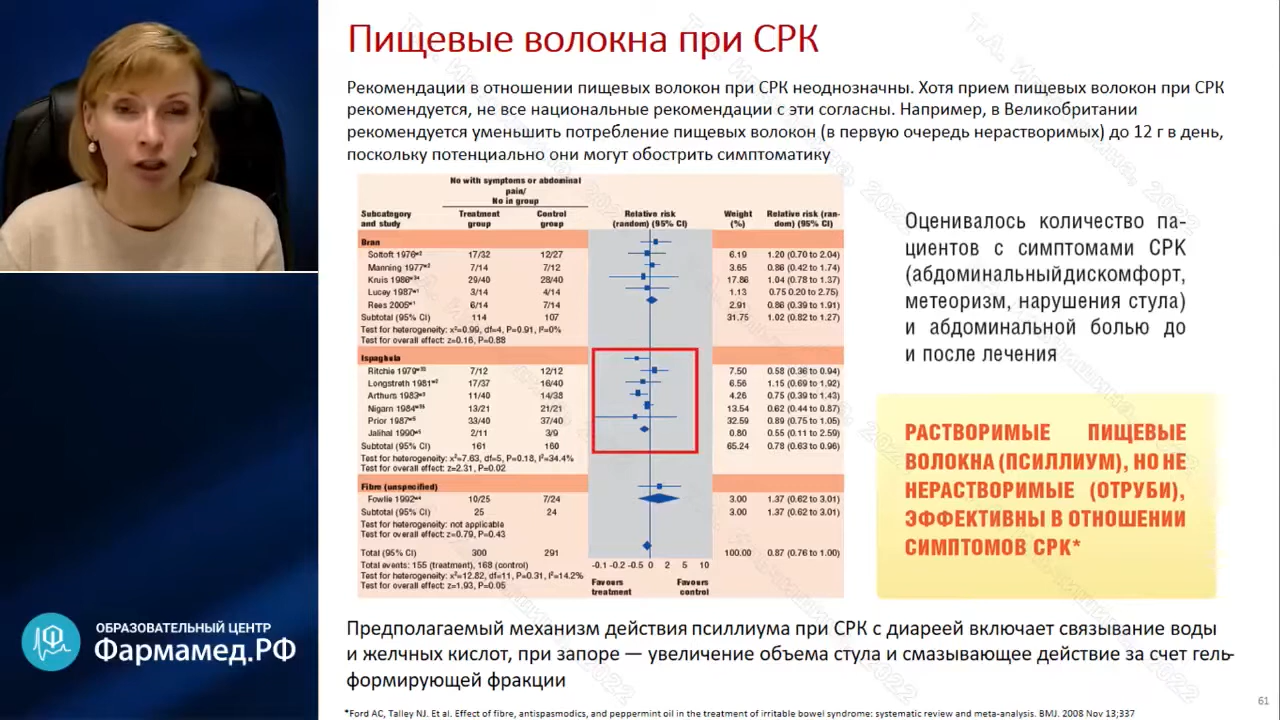 Пищевые волокна при СРК
Рекомендации в отношении пищевых волокон при СРК неоднозначны. Хотя прием пищевых волокон при СРК
рекомендуется, не все национальные рекомендации с эти согласны. Например, в Великобритании
рекомендуется уменьшить потребление пищевых волокон (в первую очередь нерастворимых) до 12 г в день,
поскольку потенциально они могут обострить симптоматику
No with symptoms or abdominal
pain/
No in group
Subcategory and study Treatment group Control group Relative risk (random) (95% CI) Weight (%) Relative risk (ran-dom) (95% CI)
Bran
Soltoft 1976 17/32 12/27 6.19 1.20 (0.70 to 2.04)
Manning 1977 7/14 7/12 3.65 0.86 (0.42 to 1.74)
Kruis 1986 29/40 28/40 17.86 1.04 (0.78 to 1.37)
Lucey 1987 3/14 4/14 1.13 0.75 0.20 to 2.75)
Rees 2005 6/14 7/14 2.91 0.86 (0.39 to 1.91)
Subtotal (95% CI) 114 107 31.75 1.02 (0.82 to 1.27)
Test for heterogeneity: x²=0.99, df=4, P=0.91, I²=0%
Test for overall effect: z=0.16, P=0.88
Ispaghula
Ritchie 1979 7/12 12/12 7.50 0.58 (0.36 to 0.94)
Longstreth 1981 17/37 16/40 6.56 1.15 (0.69 to 1.92)
Arthurs 1983 11/40 14/38 4.26 0.75 (0.39 to 1.43)
Nigam 1984 13/21 21/21 13.54 0.62 (0.44 to 0.87)
Prior 1987 33/40 37/40 32.59 0.89 (0.75 to 1.05)
Jalihal 1990 2/11 3/9 0.80 0.55 (0.11 to 2.59)
Subtotal (95% CI) 161 160 65.24 0.78 (0.63 to 0.96)
Test for heterogeneity: x²=7.63, df=5, P=0.18, I²=34.4%
Test for overall effect: z=2.31, P=0.02
Fibre (unspecified)
Fowlie 1992 10/25 7/24 3.00 1.37 (0.62 to 3.01)
Subtotal (95% CI) 25 24 3.00 1.37 (0.62 to 3.01)
Test for heterogeneity: not applicable
Test for overall effect: z=0.79, P=0.43
Total (95% CI) 300 291 100.00 0.87 (0.76 to 1.00)
Total events: 155 (treatment), 168 (control)
Test for heterogeneity: x²=12.82, df=11, P=0.31, I²=14.2%
Test for overall effect: z=1.93, P=0.05
-0.1 -0.2 -0.5 0 2 5 10
Favours treatment Favours control
Оценивалось количество па-
циентов с симптомами СРК
(абдоминальный дискомфорт,
метеоризм, нарушения стула)
и абдоминальной болью до
и после лечения
РАСТВОРИМЫЕ ПИЩЕВЫЕ
ВОЛОКНА (ПСИЛЛИУМ), НО НЕ
НЕРАСТВОРИМЫЕ (ОТРУБИ),
ЭФФЕКТИВНЫ В ОТНОШЕНИИ
СИМПТОМОВ СРК*
Предполагаемый механизм действия псиллиума при СРК с диареей включает связывание воды
и желчных кислот, при запоре — увеличение объема стула и смазывающее действие за счет гель-
формирующей фракции
*Ford AC, Talley NJ. Et al. Effect of fibre, antispasmodics, and peppermint oil in the treatment of irritable bowel syndrome: systematic review and meta-analysis. BMJ. 2008 Nov 13;337
61
ОБРАЗОВАТЕЛЬНЫЙ ЦЕНТР
Фармамед.РФ